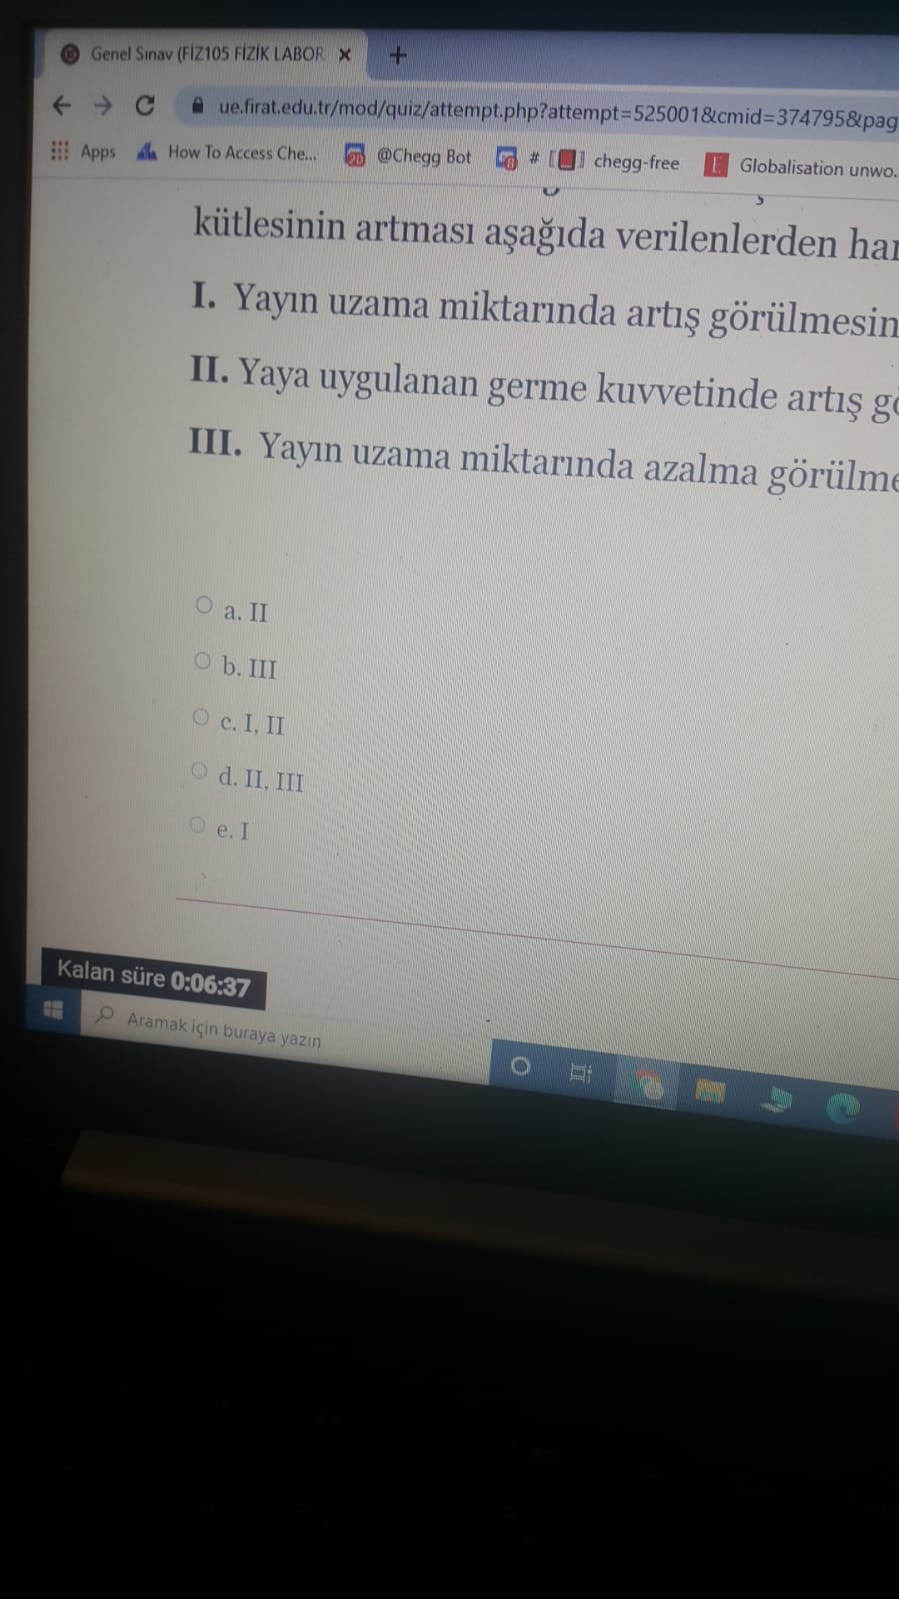 Genel Sınav (FİZ105 FİZİK LABOR
ue.firat.edu.tr/mod/quiz/attempt.php?attempt=525001&cmid=374795&pag
Apps How To Access Che... @Chegg Bot # [ ] chegg-free Globalisation unwo.
kütlesinin artması aşağıda verilenlerden
I. Yayın uzama miktarında artış
II. Yaya uygulanan germe kuvvetinde artış
III. Yayın uzama miktarında azalma
a. II
b. III
c. I, II
d. II, III
e. I
Kalan süre 0:06:37
Aramak için buraya yazın